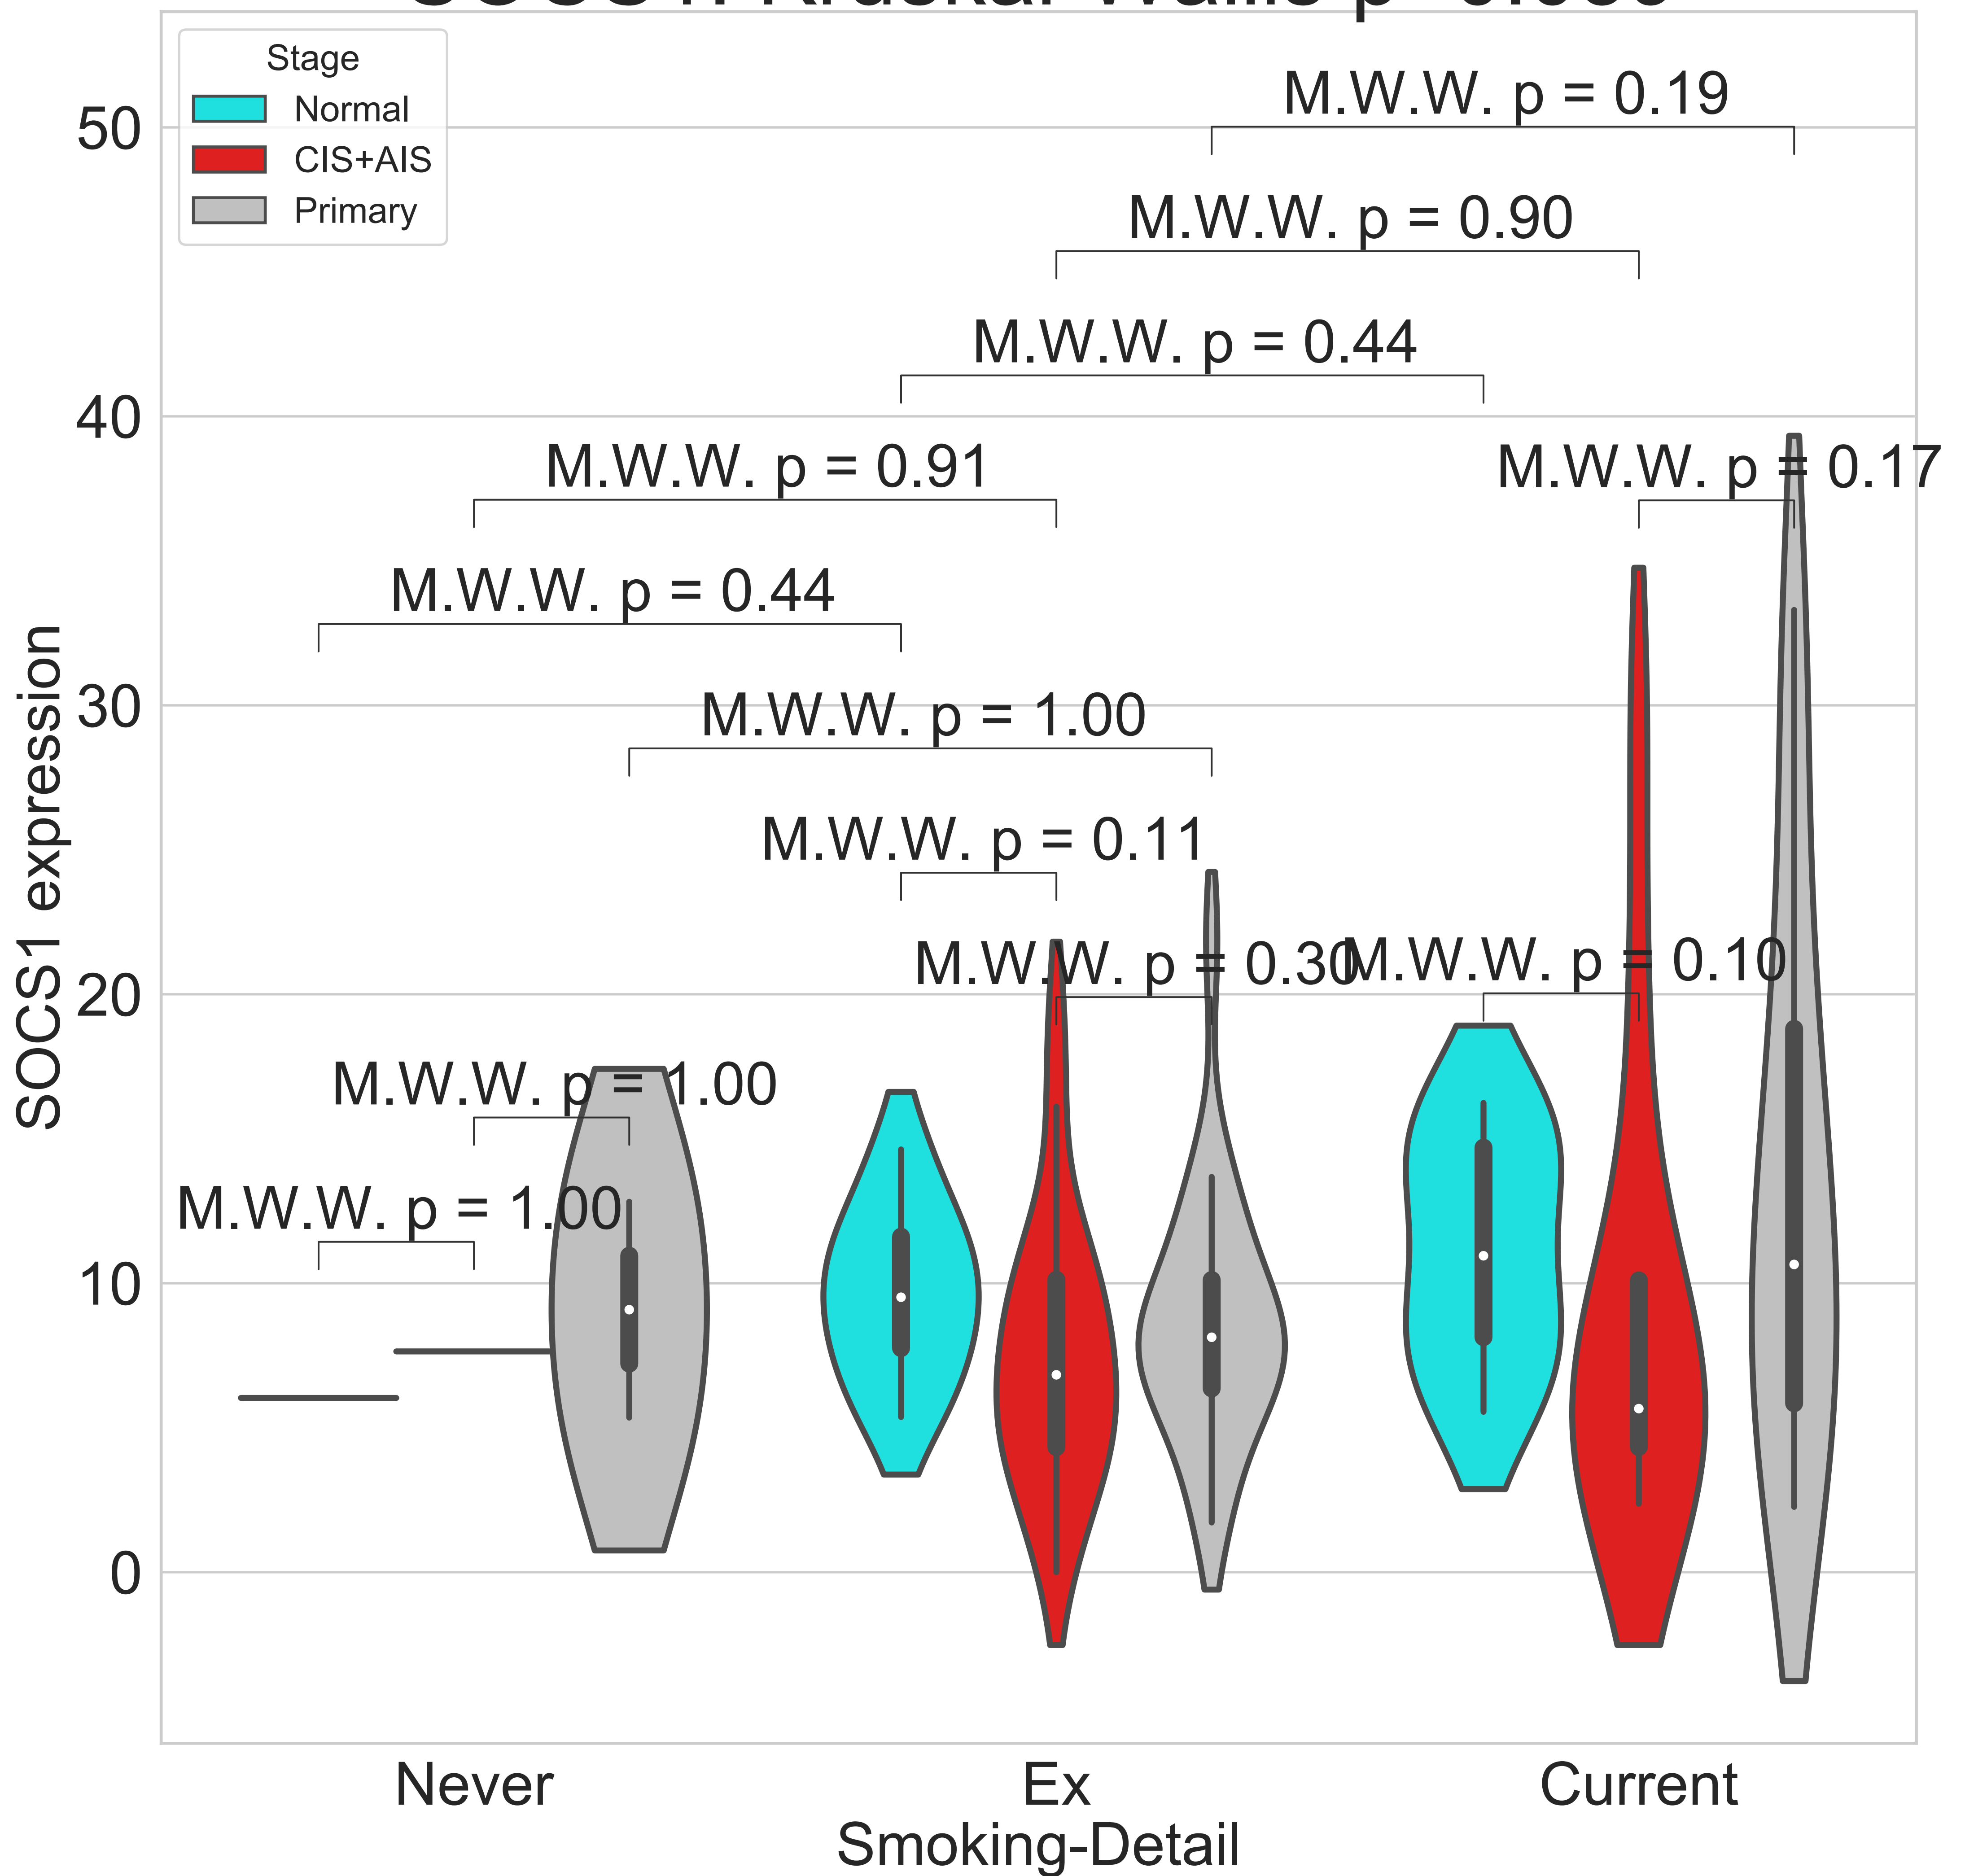 Stage
Normal
CIS+AIS
Primary
M.W.W. p = 0.19
M.W.W. p = 0.90
M.W.W. p = 0.44
M.W.W. p = 0.91
M.W.W. p = 0.17
M.W.W. p = 0.44
M.W.W. p = 1.00
M.W.W. p = 0.11
M.W.W. p = 0.30
M.W.W. p = 0.10
M.W.W. p = 1.00
M.W.W. p = 1.00
50
40
30
20
10
0
SOCS1 expression
Never
Ex
Current
Smoking-Detail